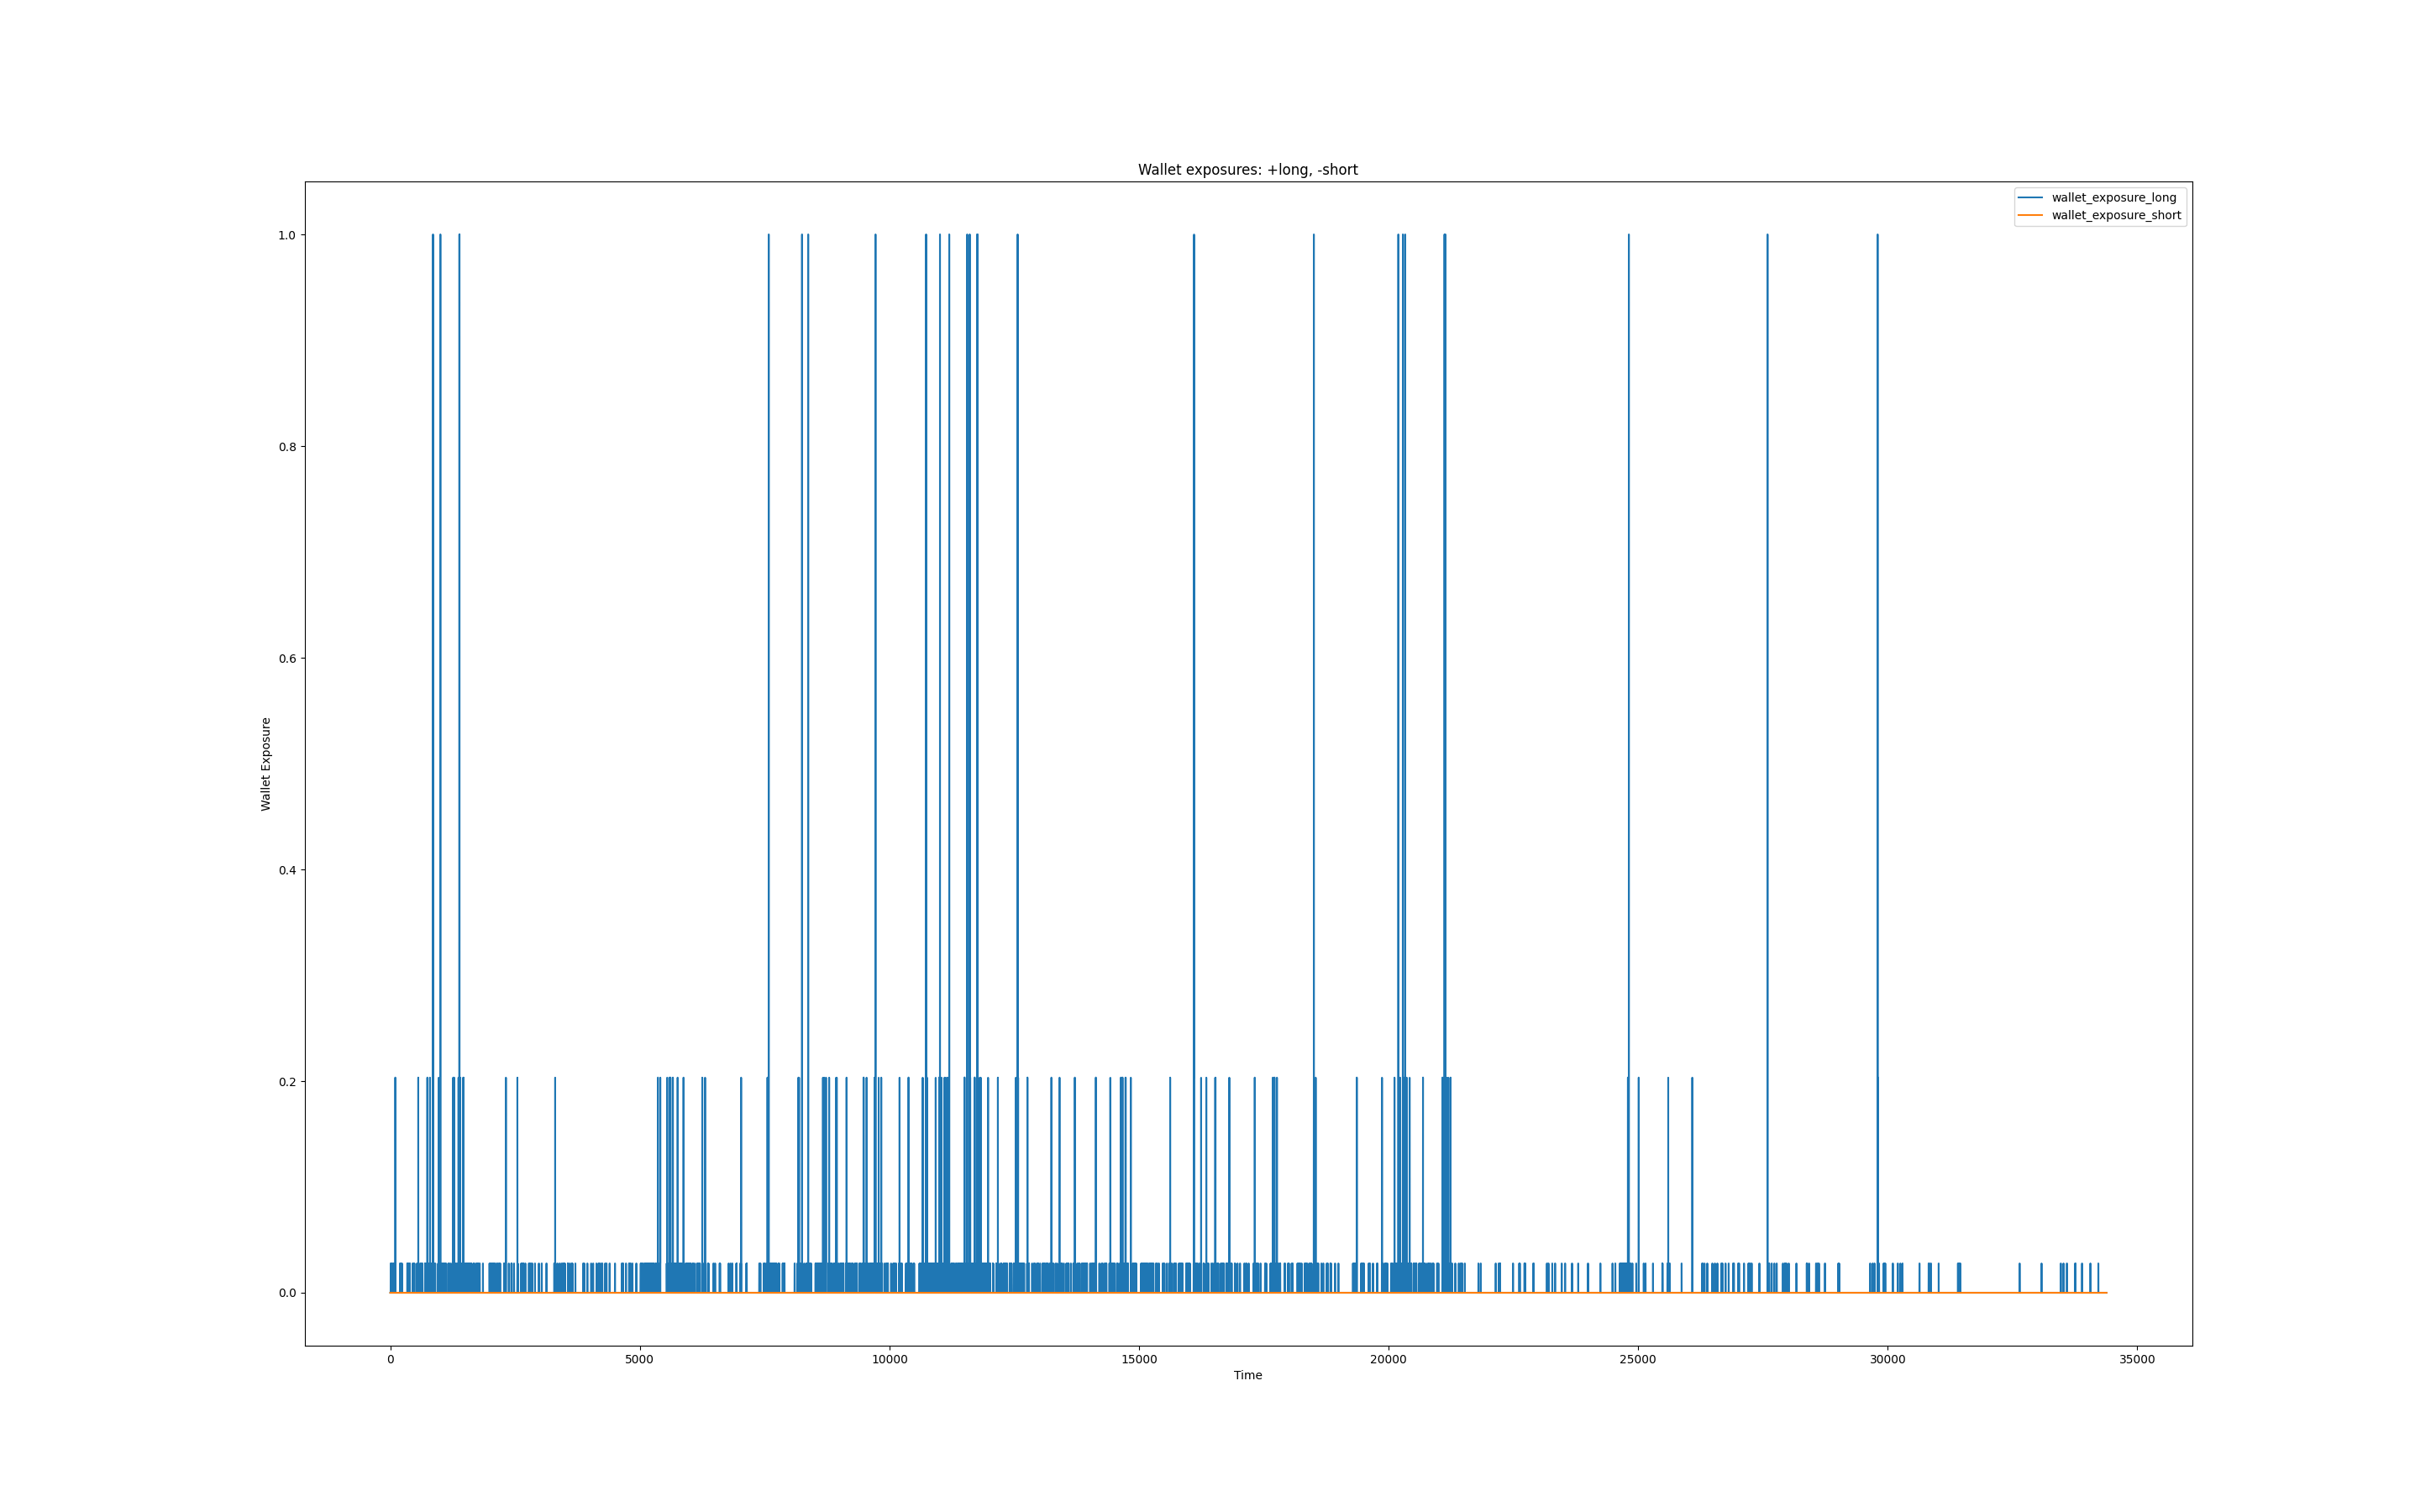 Wallet exposures: +long, -short
wallet_exposure_long
wallet_exposure_short
1.0
0.8
0.6
0.4
0.2
0.0
Wallet Exposure
0 5000 10000 15000 20000 25000 30000 35000
Time